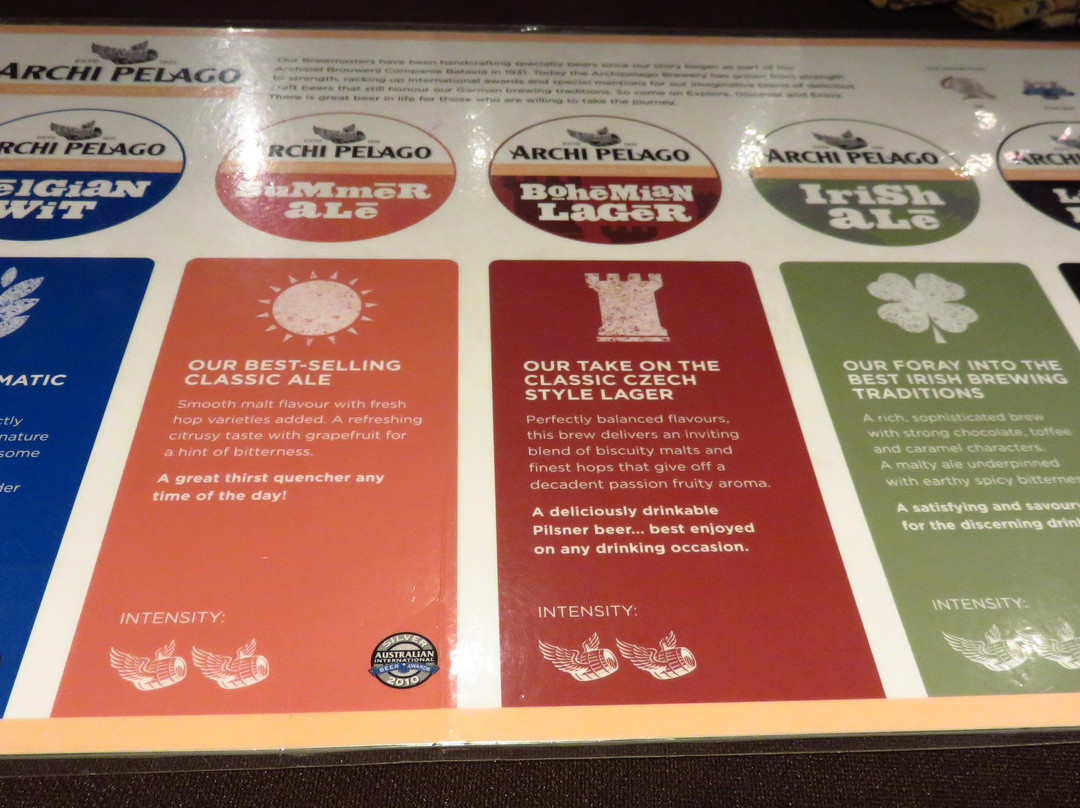 ARCHI PELAGO
Our Brewmasters have been handcrafting specialty beers since our story began as part of the
Archipel Brouwerij Compagnie Batavia in 1931. Today the Archipelago Brewery has grown from strength
to strength, racking up international awards and special mentions for our imaginative blend of delicious
craft beers that still honour our German brewing traditions. So come on Explore, Discover and Enjoy.
There is great beer in life for those who are willing to take the journey.
ARCHI PELAGO
BELGIAN
WIT
ARCHI PELAGO
SUMMER
ALE
ARCHI PELAGO
BOHEMIAN
LAGER
ARCHI PELAGO
IRISH
ALE
MATIC
ctly
nature
some
der
OUR BEST-SELLING
CLASSIC ALE
Smooth malt flavour with fresh
hop varieties added. A refreshing
citrusy taste with grapefruit for
a hint of bitterness.
A great thirst quencher any
time of the day!
INTENSITY:
SILVER
AUSTRALIAN
INTERNATIONAL
BEER AWARDS
2010
OUR TAKE ON THE
CLASSIC CZECH
STYLE LAGER
Perfectly balanced flavours,
this brew delivers an inviting
blend of biscuity malts and
finest hops that give off a
decadent passion fruity aroma.
A deliciously drinkable
Pilsner beer... best enjoyed
on any drinking occasion.
INTENSITY:
OUR FORAY INTO THE
BEST IRISH BREWING
TRADITIONS
A rich, sophisticated brew
with strong chocolate, toffee
and caramel characters.
A malty ale underpinned
with earthy spicy bitterness
A satisfying and savour
for the discerning drin
INTENSITY: